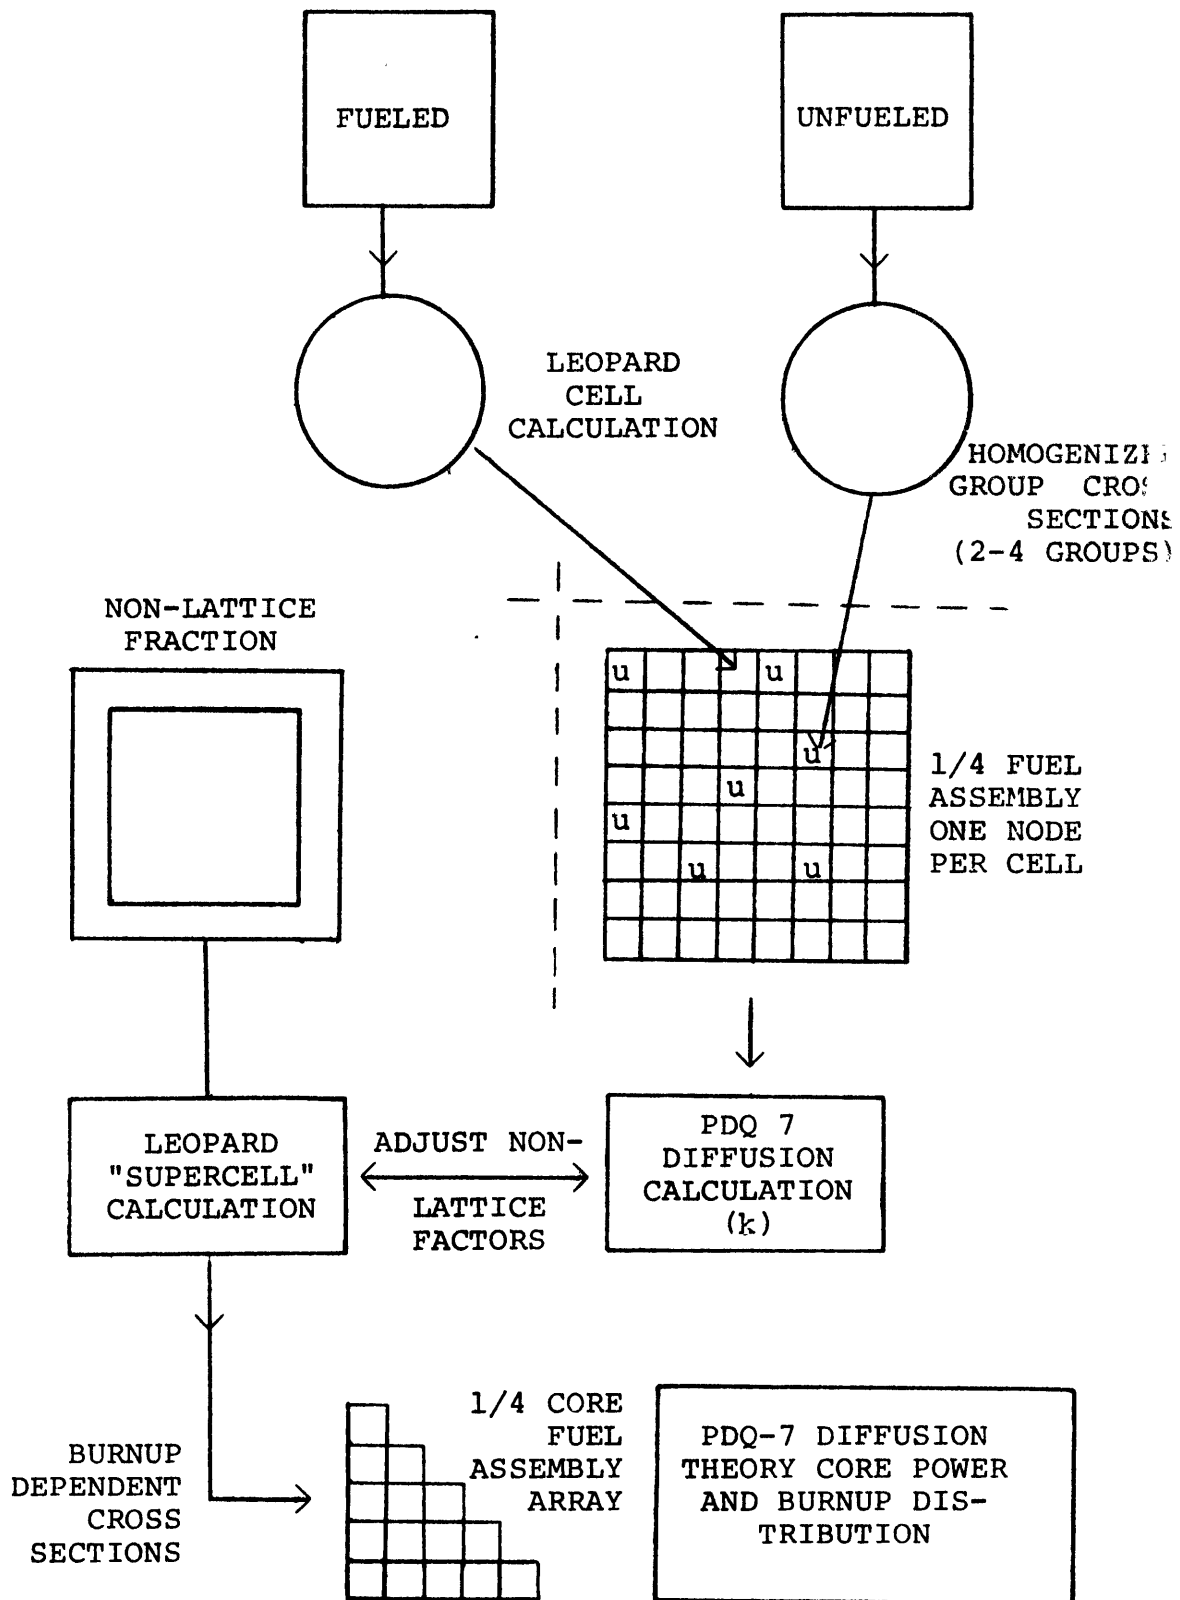 FUELED
UNFUELED
LEOPARD
CELL
CALCULATION
GROUP
(2-4 GROUPS)
NON-LATTICE
FRACTION
u
u
u
u
u
u
u
1/4 FUEL
ASSEMBLY
ONE NODE
PER CELL
LEOPARD
"SUPERCELL"
CALCULATION
ADJUST NON-
LATTICE
FACTORS
PDQ 7
DIFFUSION
CALCULATION
(k)
BURNUP
DEPENDENT
CROSS
SECTIONS
1/4 CORE
FUEL
ASSEMBLY
ARRAY
PDQ-7 DIFFUSION
THEORY CORE POWER
AND BURNUP DIS-
TRIBUTION